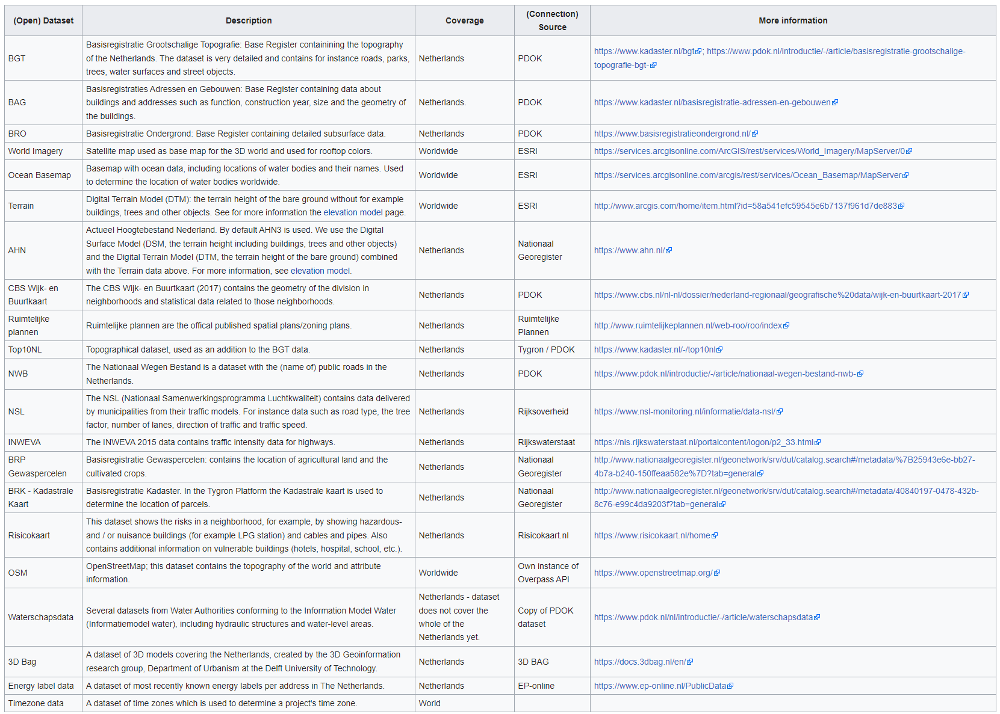 (Open) Dataset
Description
Coverage
(Connection)
Source
More information
BGT
Basisregistratie Grootschalige Topografie: Base Register containining the topography
of the Netherlands. The dataset is very detailed and contains for instance roads, parks,
trees, water surfaces and street objects.
Netherlands
PDOK
https://www.kadaster.nl/bgt; https://www.pdok.nl/introductie/-/article/basisregistratie-grootschalige-
topografie-bgt-
BAG
Basisregistraties Adressen en Gebouwen: Base Register containing data about
buildings and addresses such as function, construction year, size and the geometry of
the buildings.
Netherlands.
PDOK
https://www.kadaster.nl/basisregistratie-adressen-en-gebouwen
BRO
Basisregistratie Ondergrond: Base Register containing detailed subsurface data.
Netherlands
PDOK
https://www.basisregistratieondergrond.nl/
World Imagery
Satellite map used as base map for the 3D world and used for rooftop colors.
Worldwide
ESRI
https://services.arcgisonline.com/ArcGIS/rest/services/World_Imagery/MapServer/0
Ocean Basemap
Basemap with ocean data, including locations of water bodies and their names. Used
to determine the location of water bodies worldwide.
Worldwide
ESRI
https://services.arcgisonline.com/arcgis/rest/services/Ocean_Basemap/MapServer
Terrain
Digital Terrain Model (DTM): the terrain height of the bare ground without for example
buildings, trees and other objects. See for more information the elevation model page.
Worldwide
ESRI
http://www.arcgis.com/home/item.html?id=58a541efc59545e6b7137f961d7de883
AHN
Actueel Hoogtebestand Nederland. By default AHN3 is used. We use the Digital
Surface Model (DSM, the terrain height including buildings, trees and other objects)
and the Digital Terrain Model (DTM, the terrain height of the bare ground) combined
with the Terrain data above. For more information, see elevation model.
Netherlands
Nationaal
Georegister
https://www.ahn.nl/
CBS Wijk- en
Buurtkaart
The CBS Wijk- en Buurtkaart (2017) contains the geometry of the division in
neighborhoods and statistical data related to those neighborhoods.
Netherlands
PDOK
https://www.cbs.nl/nl-nl/dossier/nederland-regionaal/geografische%20data/wijk-en-buurtkaart-2017
Ruimtelijke
plannen
Ruimtelijke plannen are the offical published spatial plans/zoning plans.
Netherlands
Ruimtelijke
Plannen
http://www.ruimtelijkeplannen.nl/web-roo/roo/index
Top10NL
Topographical dataset, used as an addition to the BGT data.
Netherlands
Tygron / PDOK
https://www.kadaster.nl/-/top10nl
NWB
The Nationaal Wegen Bestand is a dataset with the (name of) public roads in the
Netherlands.
Netherlands
PDOK
https://www.pdok.nl/introductie/-/article/nationaal-wegen-bestand-nwb-
NSL
The NSL (Nationaal Samenwerkingsprogramma Luchtkwaliteit) contains data delivered
by municipalities from their traffic models. For instance data such as road type, the tree
factor, number of lanes, direction of traffic and traffic speed.
Netherlands
Rijksoverheid
https://www.nsl-monitoring.nl/informatie/data-nsl/
INWEVA
The INWEVA 2015 data contains traffic intensity data for highways.
Netherlands
Rijkswaterstaat
https://nis.rijkswaterstaat.nl/portalcontent/logon/p2_33.html
BRP
Gewaspercelen
Basisregistratie Gewaspercelen: contains the location of agricultural land and the
cultivated crops.
Netherlands
Nationaal
Georegister
http://www.nationaalgeoregister.nl/geonetwork/srv/dut/catalog.search#/metadata/%7B25943e6e-bb27-
4b7a-b240-150ffeaa582e%7D?tab=general
BRK - Kadastrale
Kaart
Basisregistratie Kadaster. In the Tygron Platform the Kadastrale kaart is used to
determine the location of parcels.
Netherlands
Nationaal
Georegister
http://www.nationaalgeoregister.nl/geonetwork/srv/dut/catalog.search#/metadata/40840197-0478-432b-
8c76-e99c4da9203f?tab=general
Risicokaart
This dataset shows the risks in a neighborhood, for example, by showing hazardous-
and / or nuisance buildings (for example LPG station) and cables and pipes. Also
contains additional information on vulnerable buildings (hotels, hospital, school, etc.).
Netherlands
Risicokaart.nl
https://www.risicokaart.nl/home
OSM
OpenStreetMap; this dataset contains the topography of the world and attribute
information.
Worldwide
Own instance of
Overpass API
https://www.openstreetmap.org/
Waterschapsdata
Several datasets from Water Authorities conforming to the Information Model Water
(Informatiemodel water), including hydraulic structures and water-level areas.
Netherlands - dataset
does not cover the
whole of the
Netherlands yet.
Copy of PDOK
dataset
https://www.pdok.nl/nl/introductie/-/article/waterschapsdata
3D Bag
A dataset of 3D models covering the Netherlands, created by the 3D Geoinformation
research group, Department of Urbanism at the Delft University of Technology.
Netherlands
3D BAG
https://docs.3dbag.nl/en/
Energy label data
A dataset of most recently known energy labels per address in The Netherlands.
Netherlands
EP-online
https://www.ep-online.nl/PublicData
Timezone data
A dataset of time zones which is used to determine a project's time zone.
World